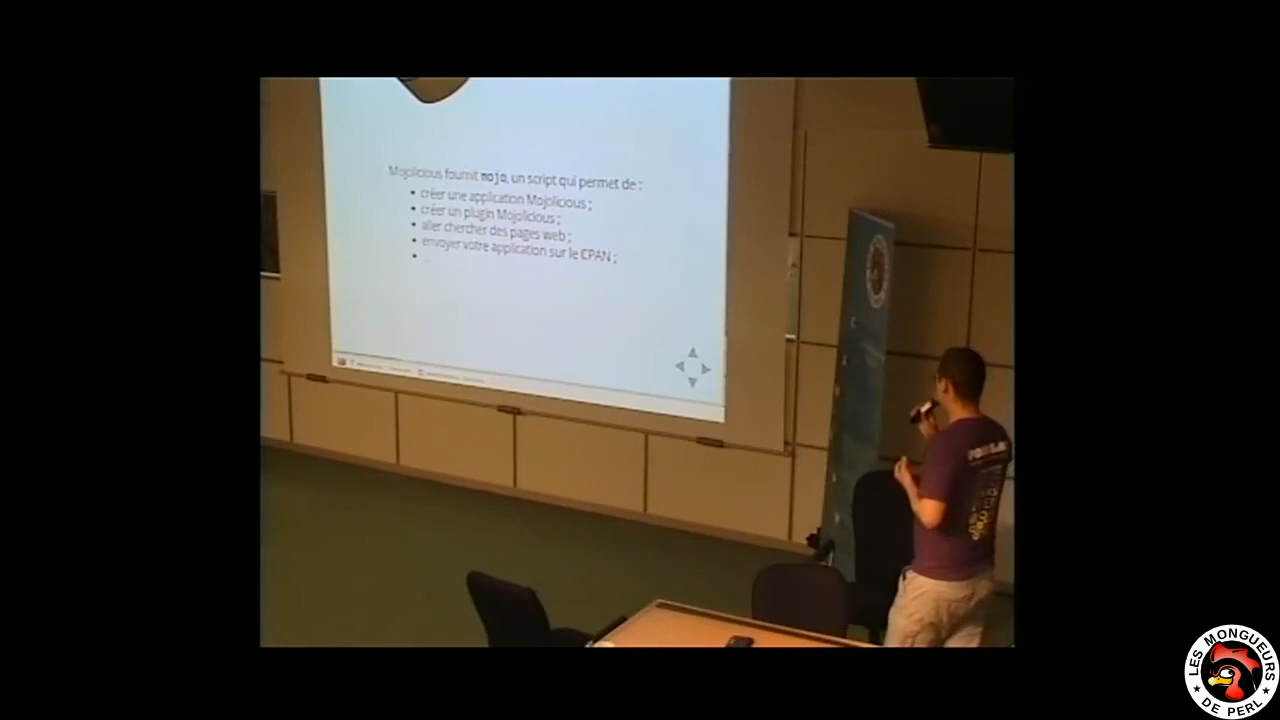 Mojolicious fournit mojo, un script qui permet de :
• créer une application Mojolicious ;
• créer un plugin Mojolicious ;
• aller chercher des pages web ;
• envoyer votre application sur le CPAN ;
• ...
LES MONGUEURS
DE PERL